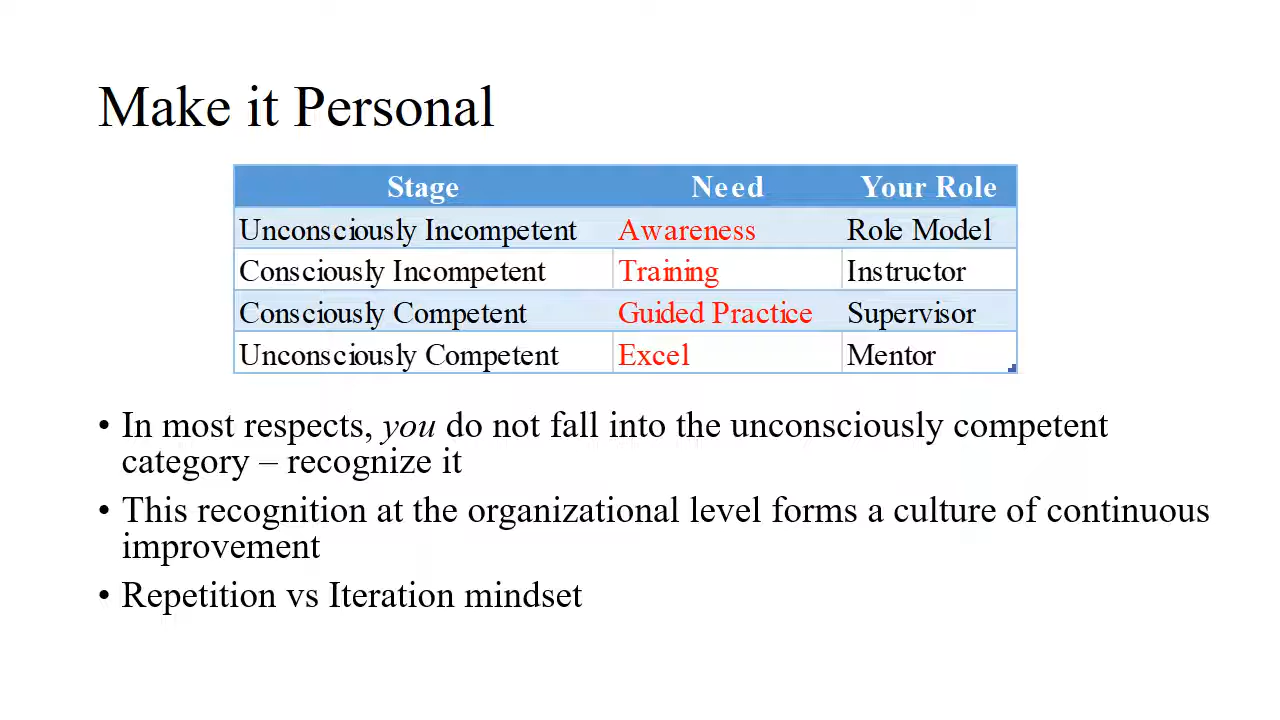 Make it Personal
Stage Need Your Role
Unconsciously Incompetent Awareness Role Model
Consciously Incompetent Training Instructor
Consciously Competent Guided Practice Supervisor
Unconsciously Competent Excel Mentor
• In most respects, you do not fall into the unconsciously competent
category – recognize it
• This recognition at the organizational level forms a culture of continuous
improvement
• Repetition vs Iteration mindset